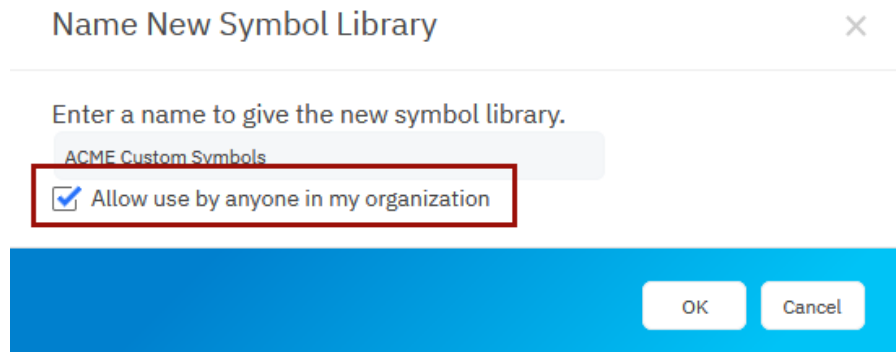 Name New Symbol Library
Enter a name to give the new symbol library.
ACME Custom Symbols
Allow use by anyone in my organization
OK
Cancel